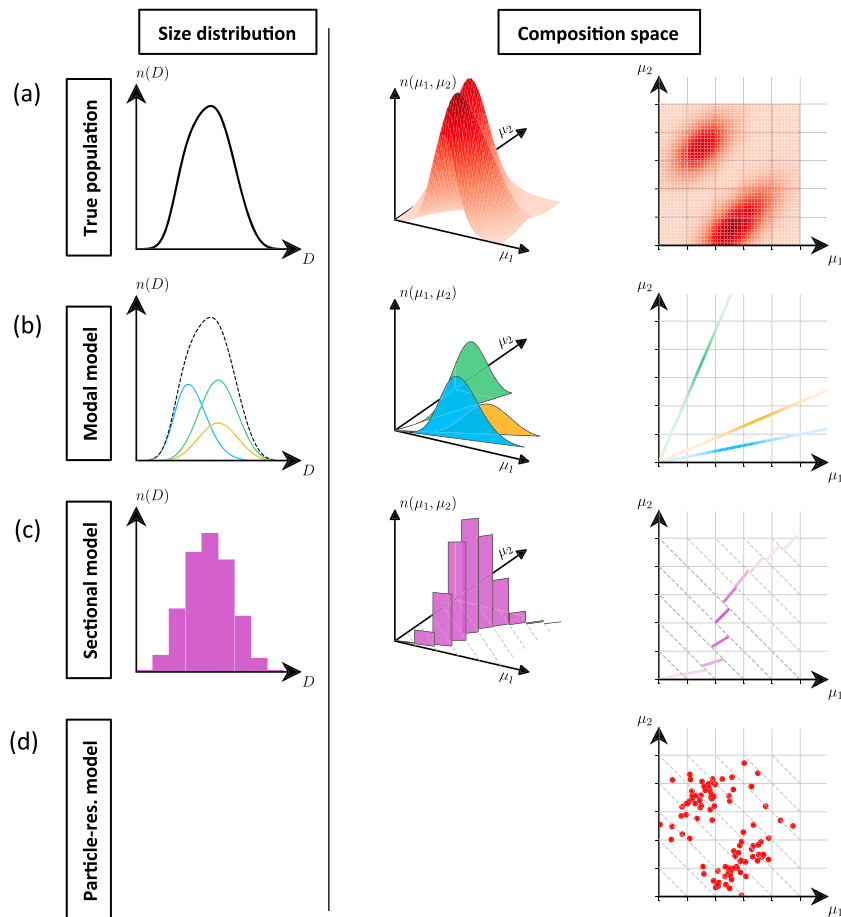 Size distribution
Composition space
(a)
True population
n(D)
D
n(μ₁, μ₂)
μ₂
μ₁
μ₂
μ₁
(b)
Modal model
n(D)
D
n(μ₁, μ₂)
μ₂
μ₁
μ₂
μ₁
(c)
Sectional model
n(D)
D
n(μ₁, μ₂)
μ₂
μ₁
μ₂
μ₁
(d)
Particle-res. model
μ₂
μ₁